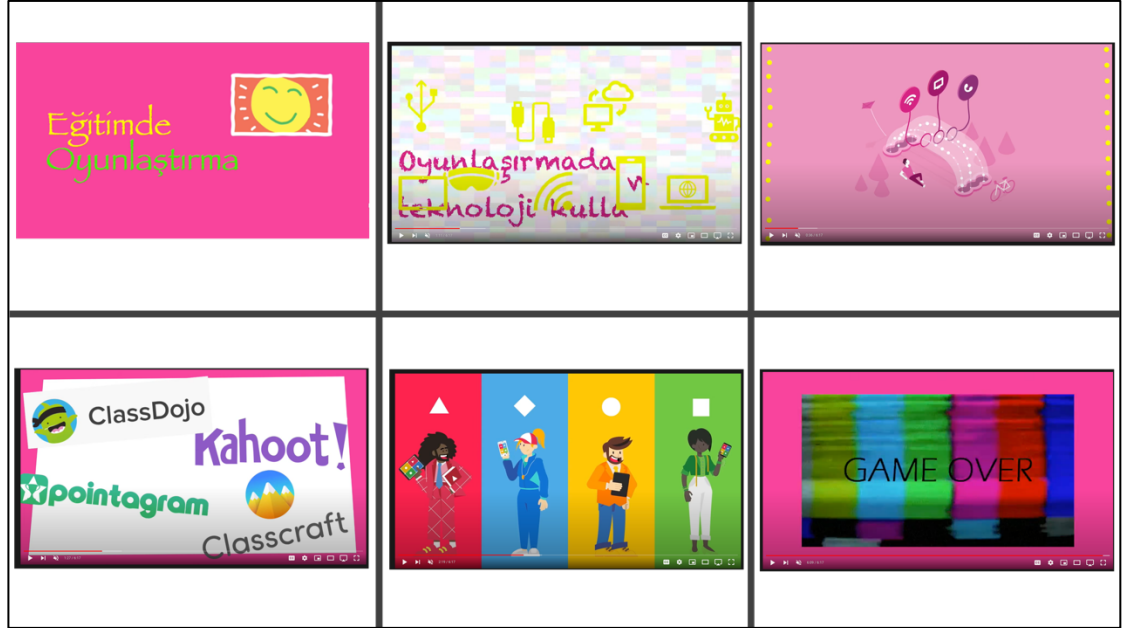 Eğitimde
Oyunlaştırma
Oyunlaşırmada
teknoloji kulla
ClassDojo
Kahoot!
pointagram
Classcraft
GAME OVER